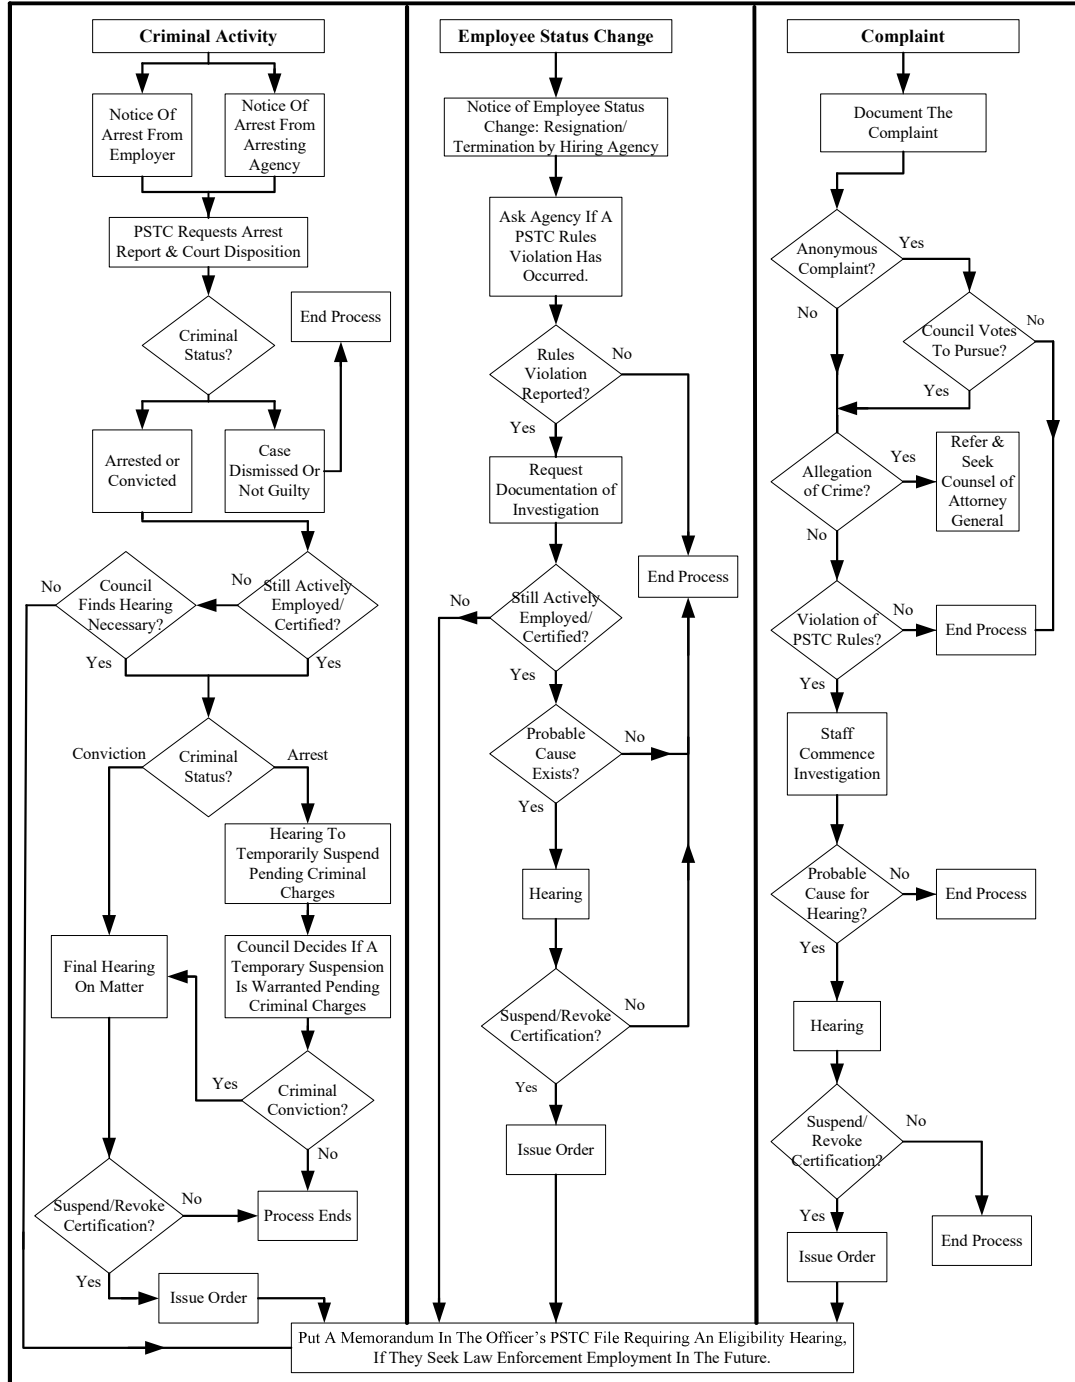 Criminal Activity
Notice Of
Arrest From
Employer
Notice Of
Arrest From
Arresting
Agency
PSTC Requests Arrest
Report & Court Disposition
Criminal
Status?
End Process
Arrested or
Convicted
Case
Dismissed Or
Not Guilty
No
Council
Finds Hearing
Necessary?
Yes
No
Still Actively
Employed/
Certified?
Yes
Conviction
Criminal
Status?
Arrest
Hearing To
Temporarily Suspend
Pending Criminal
Charges
Final Hearing
On Matter
Council Decides If A
Temporary Suspension
Is Warranted Pending
Criminal Charges
Yes
Criminal
Conviction?
No
Suspend/Revoke
Certification?
No
Process Ends
Yes
Issue Order
Employee Status Change
Notice of Employee Status
Change: Resignation/
Termination by Hiring Agency
Ask Agency If A
PSTC Rules
Violation Has
Occurred.
Rules
Violation
Reported?
No
Yes
Request
Documentation of
Investigation
End Process
No
Still Actively
Employed/
Certified?
Yes
Probable
Cause
Exists?
No
Yes
Hearing
Suspend/Revoke
Certification?
No
Yes
Issue Order
Complaint
Document The
Complaint
Anonymous
Complaint?
Yes
No
Council Votes
To Pursue?
No
Yes
Allegation
of Crime?
Yes
Refer &
Seek
Counsel of
Attorney
General
No
Violation of
PSTC Rules?
No
End Process
Yes
Staff
Commence
Investigation
Probable
Cause for
Hearing?
No
End Process
Yes
Hearing
Suspend/
Revoke
Certification?
No
End Process
Yes
Issue Order
Put A Memorandum In The Officer's PSTC File Requiring An Eligibility Hearing,
If They Seek Law Enforcement Employment In The Future.